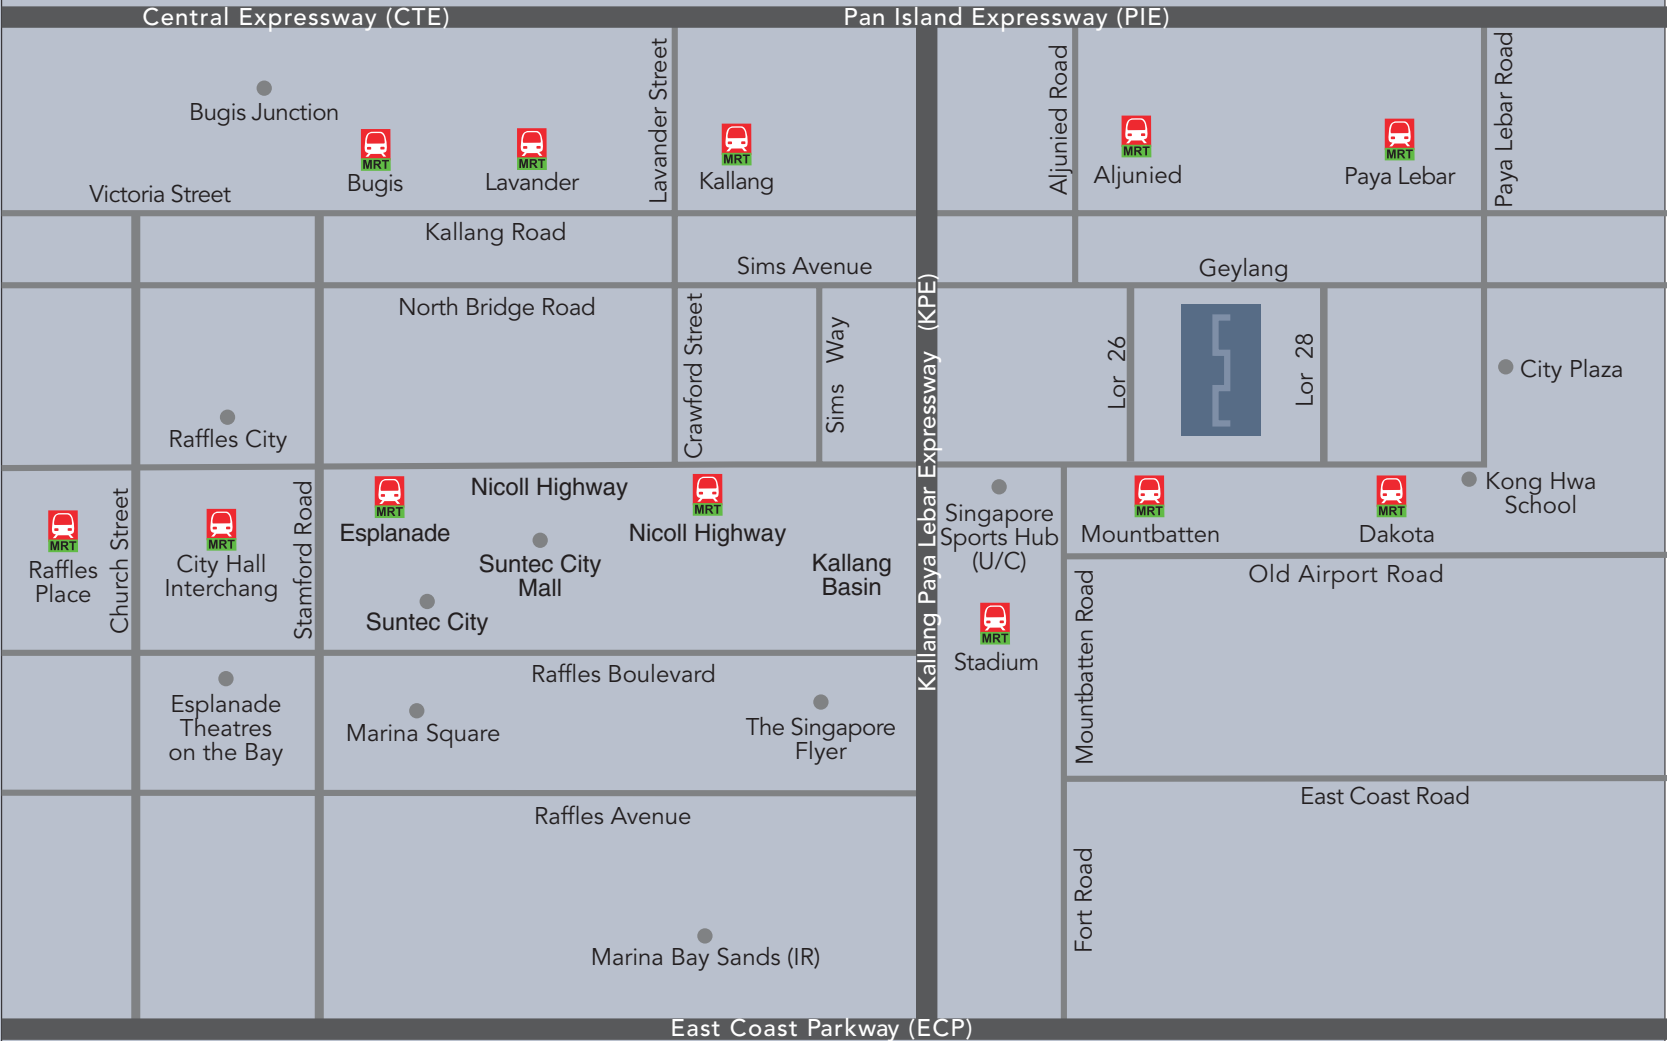 Central Expressway (CTE)
Pan Island Expressway (PIE)
Lavander Street
Aljunied Road
Paya Lebar Road
Bugis Junction
MRT
Bugis
MRT
Lavander
MRT
Kallang
MRT
Aljunied
MRT
Paya Lebar
Victoria Street
Kallang Road
Sims Avenue
Geylang
North Bridge Road
Crawford Street
Sims Way
Kallang Paya Lebar Expressway (KPE)
Lor 26
Lor 28
City Plaza
Raffles City
MRT
Raffles
Place
Church Street
MRT
City Hall
Interchang
Stamford Road
MRT
Esplanade
Nicoll Highway
MRT
Nicoll Highway
Suntec City
Mall
Suntec City
Kallang
Basin
Singapore
Sports Hub
(U/C)
MRT
Mountbatten
MRT
Dakota
Kong Hwa
School
Old Airport Road
MRT
Stadium
Mountbatten Road
Esplanade
Theatres
on the Bay
Raffles Boulevard
Marina Square
The Singapore
Flyer
East Coast Road
Raffles Avenue
Fort Road
Marina Bay Sands (IR)
East Coast Parkway (ECP)